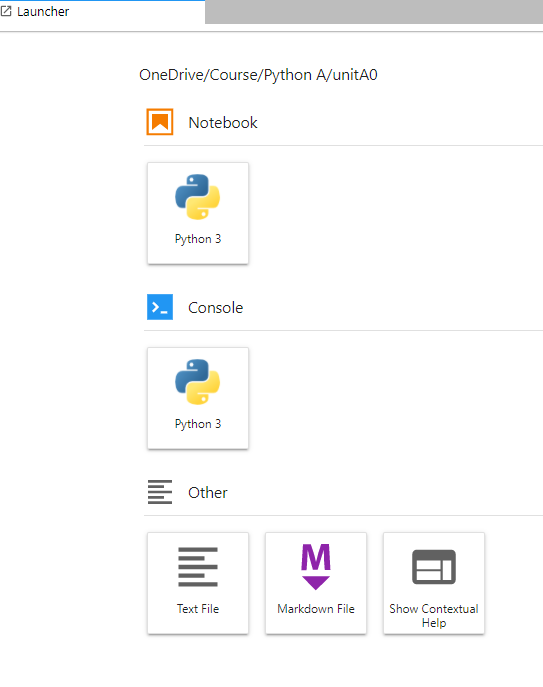 Launcher
OneDrive/Course/Python A/unitA0
Notebook
Python 3
Console
Python 3
Other
M
Text File
Markdown File
Show Contextual
Help